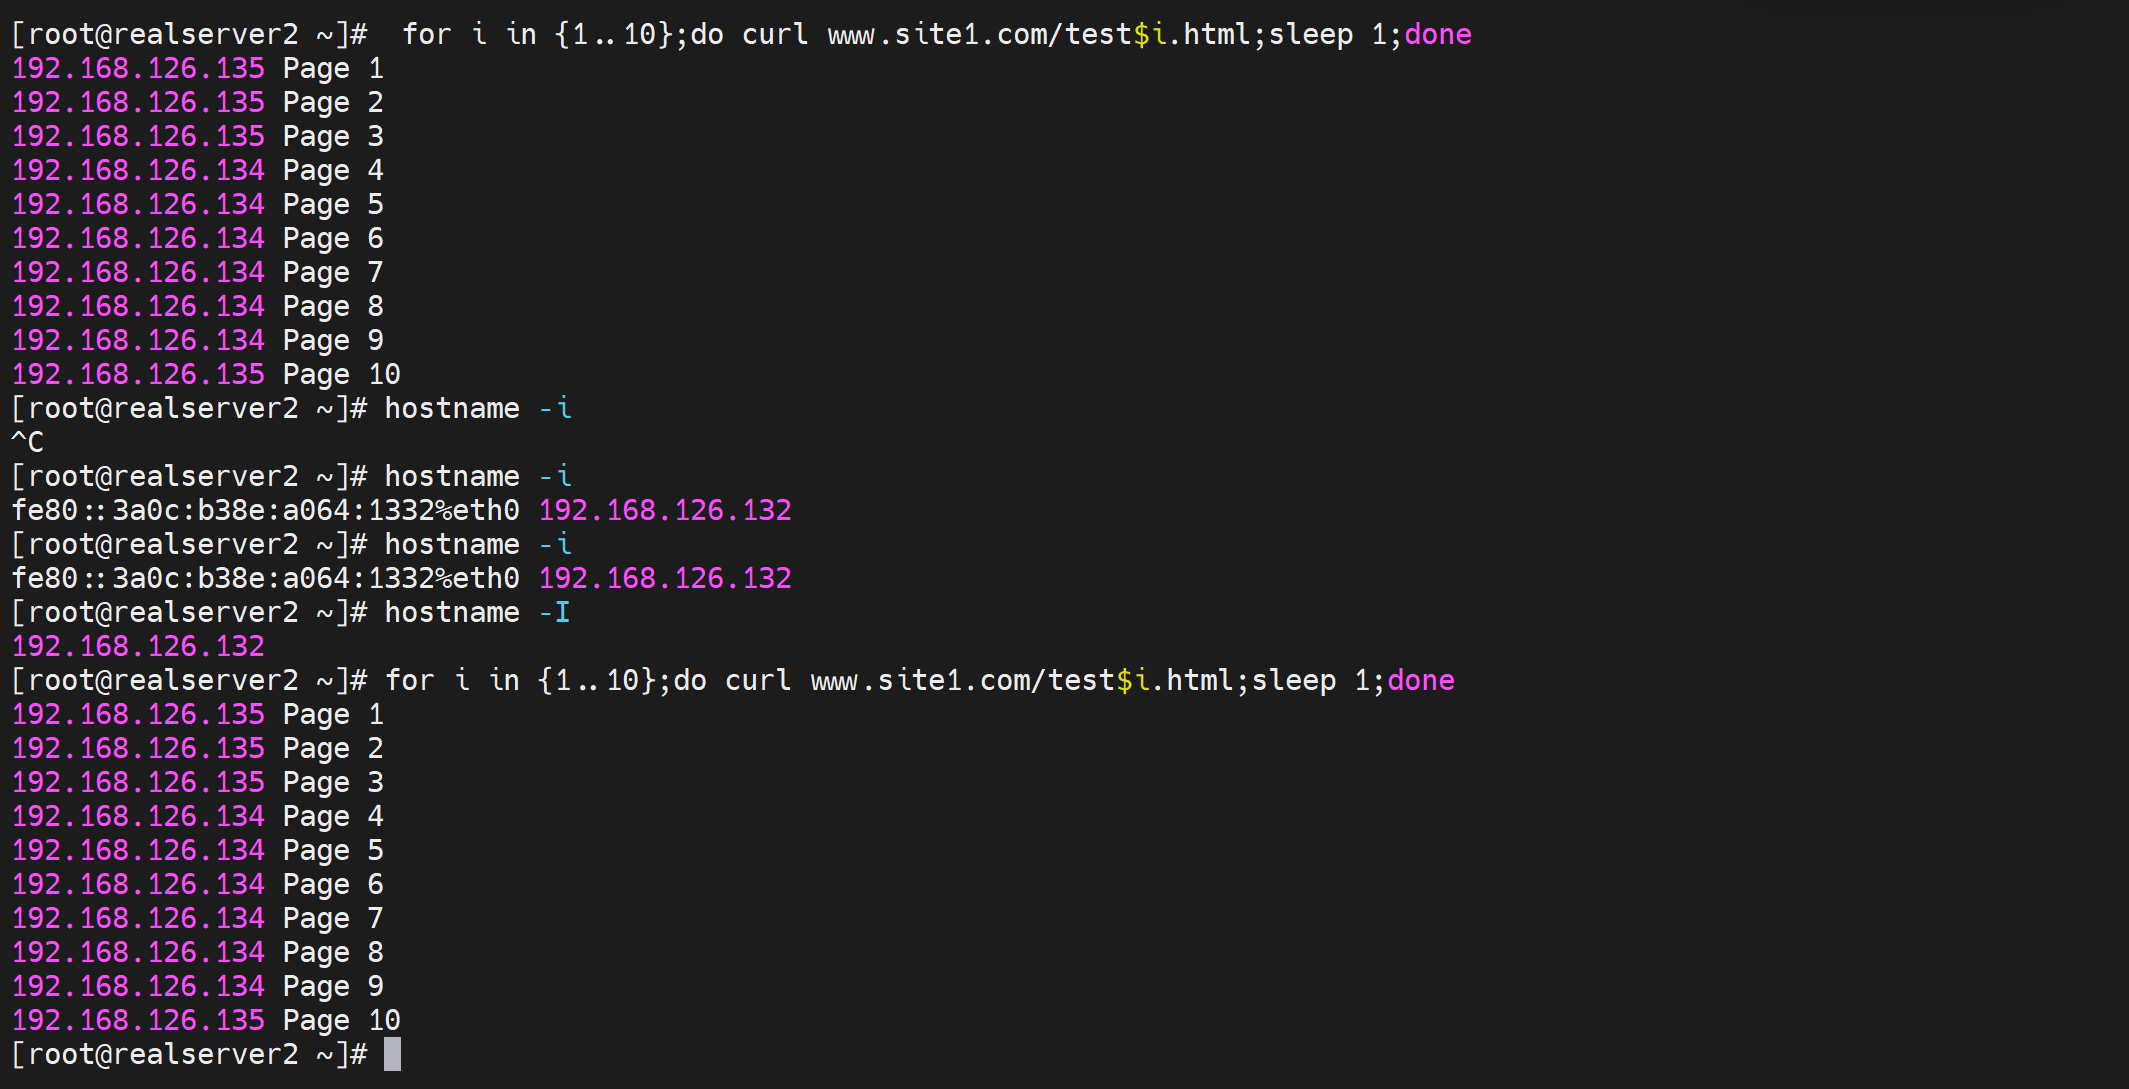 [root@realserver2 ~]#  for i in {1..10};do curl www.site1.com/test$i.html;sleep 1;done
192.168.126.135 Page 1
192.168.126.135 Page 2
192.168.126.135 Page 3
192.168.126.134 Page 4
192.168.126.134 Page 5
192.168.126.134 Page 6
192.168.126.134 Page 7
192.168.126.134 Page 8
192.168.126.134 Page 9
192.168.126.135 Page 10
[root@realserver2 ~]# hostname -i
^C
[root@realserver2 ~]# hostname -i
fe80::3a0c:b38e:a064:1332%eth0 192.168.126.132
[root@realserver2 ~]# hostname -i
fe80::3a0c:b38e:a064:1332%eth0 192.168.126.132
[root@realserver2 ~]# hostname -I
192.168.126.132
[root@realserver2 ~]# for i in {1..10};do curl www.site1.com/test$i.html;sleep 1;done
192.168.126.135 Page 1
192.168.126.135 Page 2
192.168.126.135 Page 3
192.168.126.134 Page 4
192.168.126.134 Page 5
192.168.126.134 Page 6
192.168.126.134 Page 7
192.168.126.134 Page 8
192.168.126.134 Page 9
192.168.126.135 Page 10
[root@realserver2 ~]#